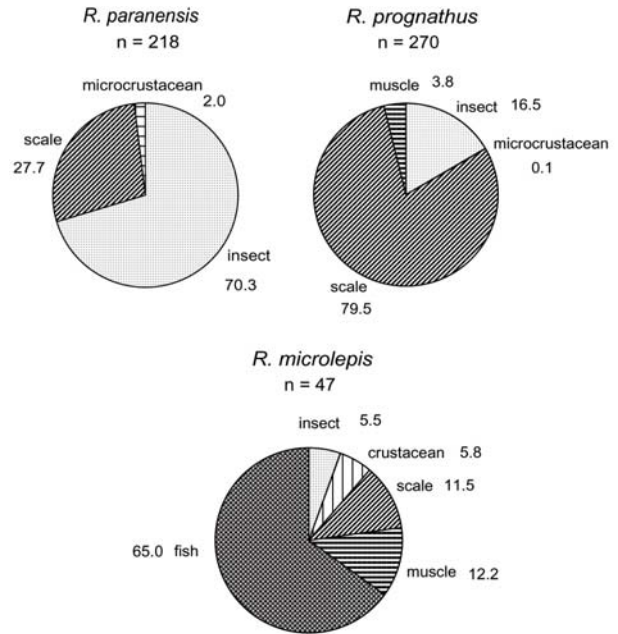 R. paranensis
n = 218
microcrustacean
2.0
scale
27.7
insect
70.3
R. prognathus
n = 270
muscle 3.8
insect 16.5
microcrustacean
0.1
scale
79.5
R. microlepis
n = 47
insect 5.5
crustacean 5.8
scale 11.5
65.0 fish
muscle 12.2